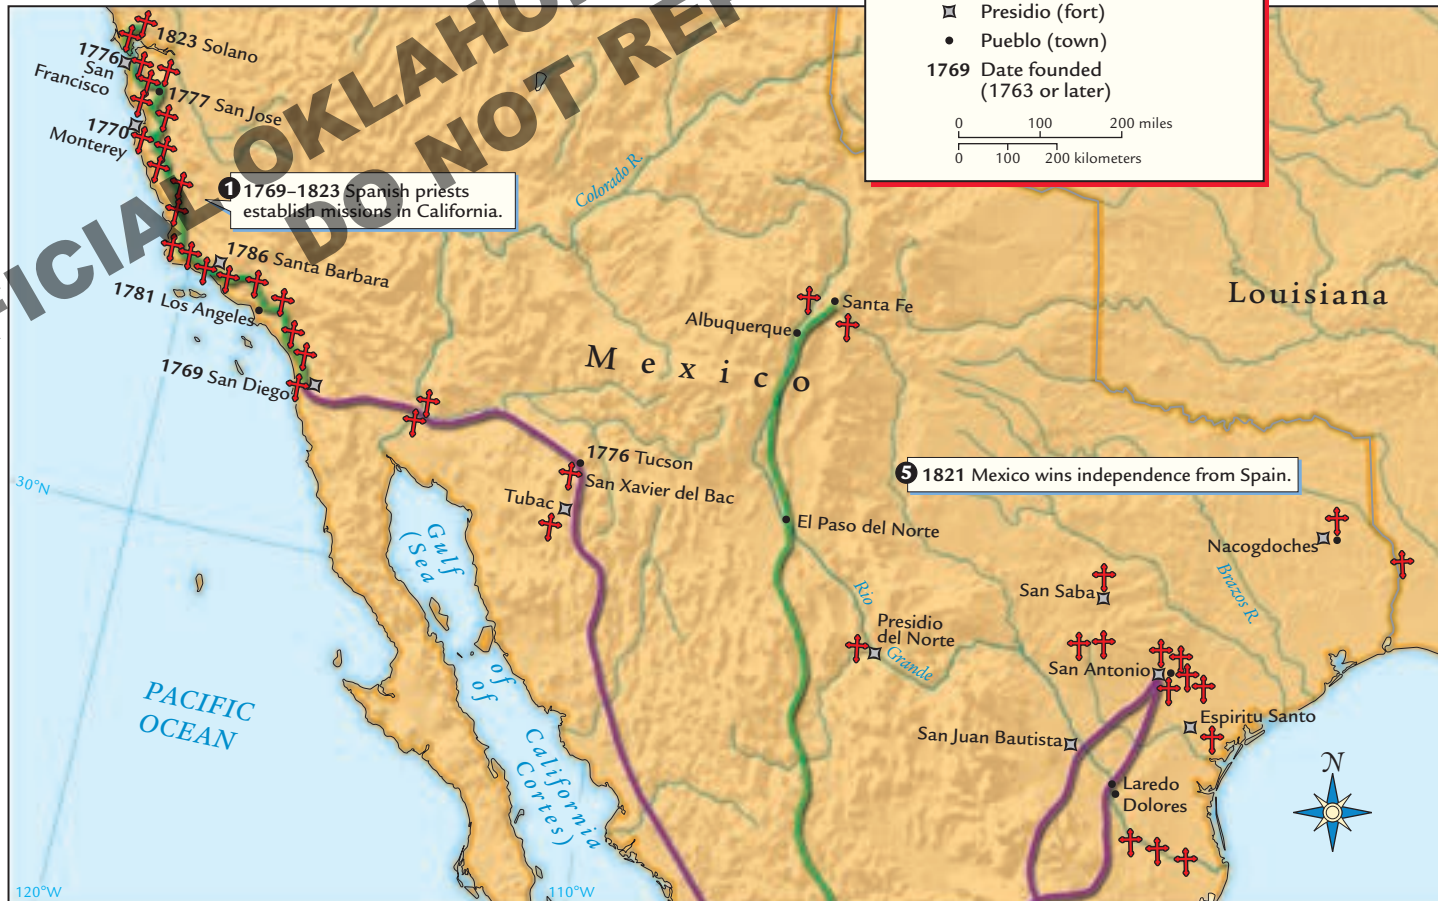 FICIAL OKLAHO
DO NOT REP
Presidio (fort)
Pueblo (town)
1769 Date founded
(1763 or later)
0 100 200 miles
0 100 200 kilometers
1823 Solano
1776
San
Francisco
1777 San Jose
1770
Monterey
Colorado R.
1 1769–1823 Spanish priests
establish missions in California.
1786 Santa Barbara
1781 Los Angeles
1769 San Diego
Santa Fe
Albuquerque
Mexico
Louisiana
1776 Tucson
San Xavier del Bac
Tubac
5 1821 Mexico wins independence from Spain.
30°N
El Paso del Norte
Nacogdoches
Brazos R.
San Saba
Rio
Grande
Presidio
del Norte
San Antonio
Espiritu Santo
San Juan Bautista
Laredo
Dolores
Gulf of California
(Sea of Cortes)
PACIFIC
OCEAN
N
120°W
110°W